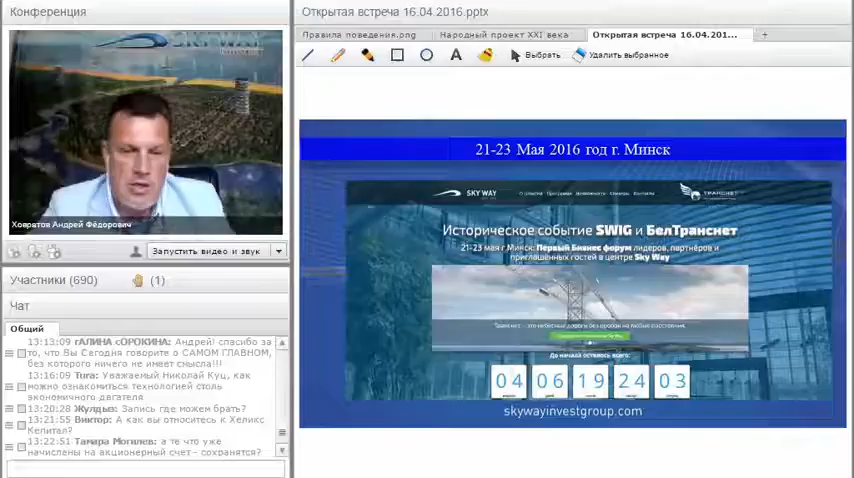 Конференция
SKY WAY
Ховратов Андрей Фёдорович
Запустить видео и звук
Участники (690)
(1)
Чат
Общий
13:13:09 гАЛИНА сОРОКИНА: Андрей! спасибо за
то, что Вы Сегодня говорите о САМОМ ГЛАВНОМ,
без которого ничего не имеет смысла!!!
13:16:09 Tura: Уважаемый Николай Куц, как
можно ознакомиться технологией столь
экономичного двгателя
13:20:28 Жулдыз: Запись где можем брать?
13:21:55 Виктор: А как вы относитесь к Хеликс
Кепитал?
13:22:51 Тамара Могилев: а те что уже
начислены на акционерный счет - сохранятся?
Открытая встреча 16.04.2016.pptx
Правила поведения.png
Народный проект XXI века
Открытая встреча 16.04.201...
+
A
Выбрать
Удалить выбранное
21-23 Мая 2016 год г. Минск
SKY WAY
О событии Программа Контакты
ТРАНСНЕТ
Историческое событие SWIG и БелТранснет
21-23 мая г.Минск: Первый Бизнес форум лидеров, партнёров и
приглашённых гостей в центре Sky Way
До начала осталось всего:
04 06 19 24 03
skywayinvestgroup.com